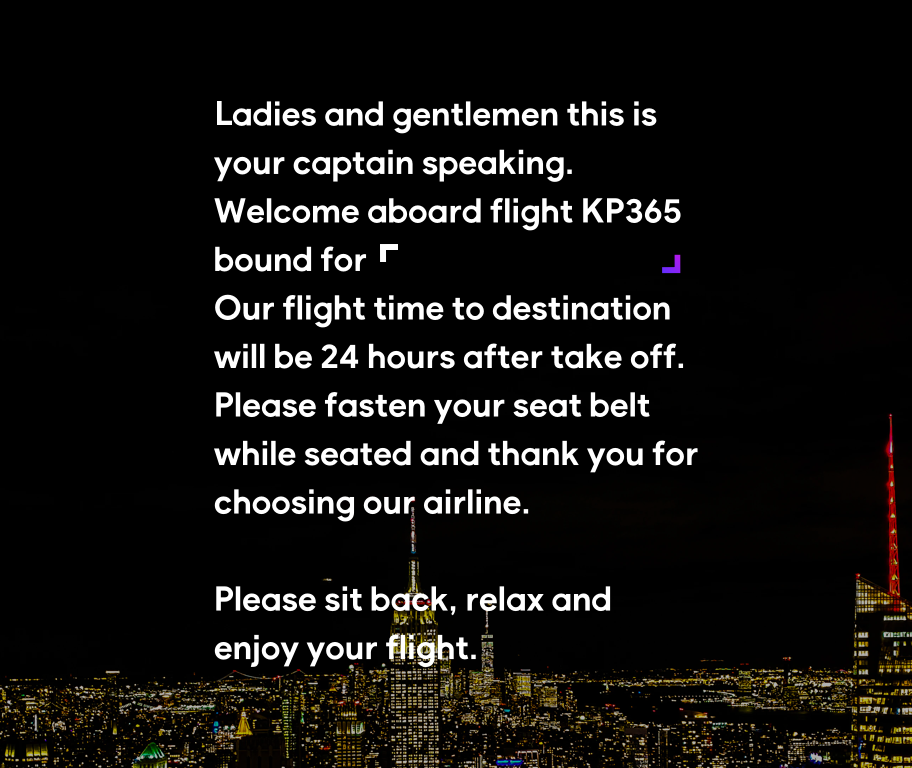 Ladies and gentlemen this is
your captain speaking.
Welcome aboard flight KP365
bound for
Our flight time to destination
will be 24 hours after take off.
Please fasten your seat belt
while seated and thank you for
choosing our airline.
Please sit back, relax and
enjoy your flight.